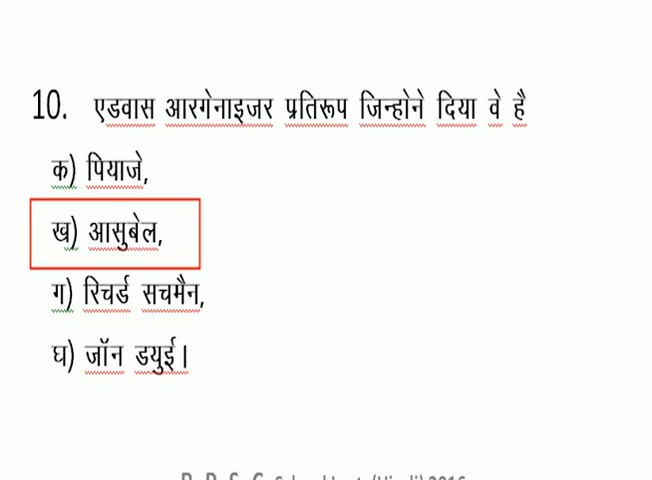 10. एडवास आरगेनाइजर प्रतिरूप जिन्होने दिया वे है
क) पियाजे,
ख) आसुबेल,
ग) रिचर्ड सचमैन,
घ) जॉन डयुई।